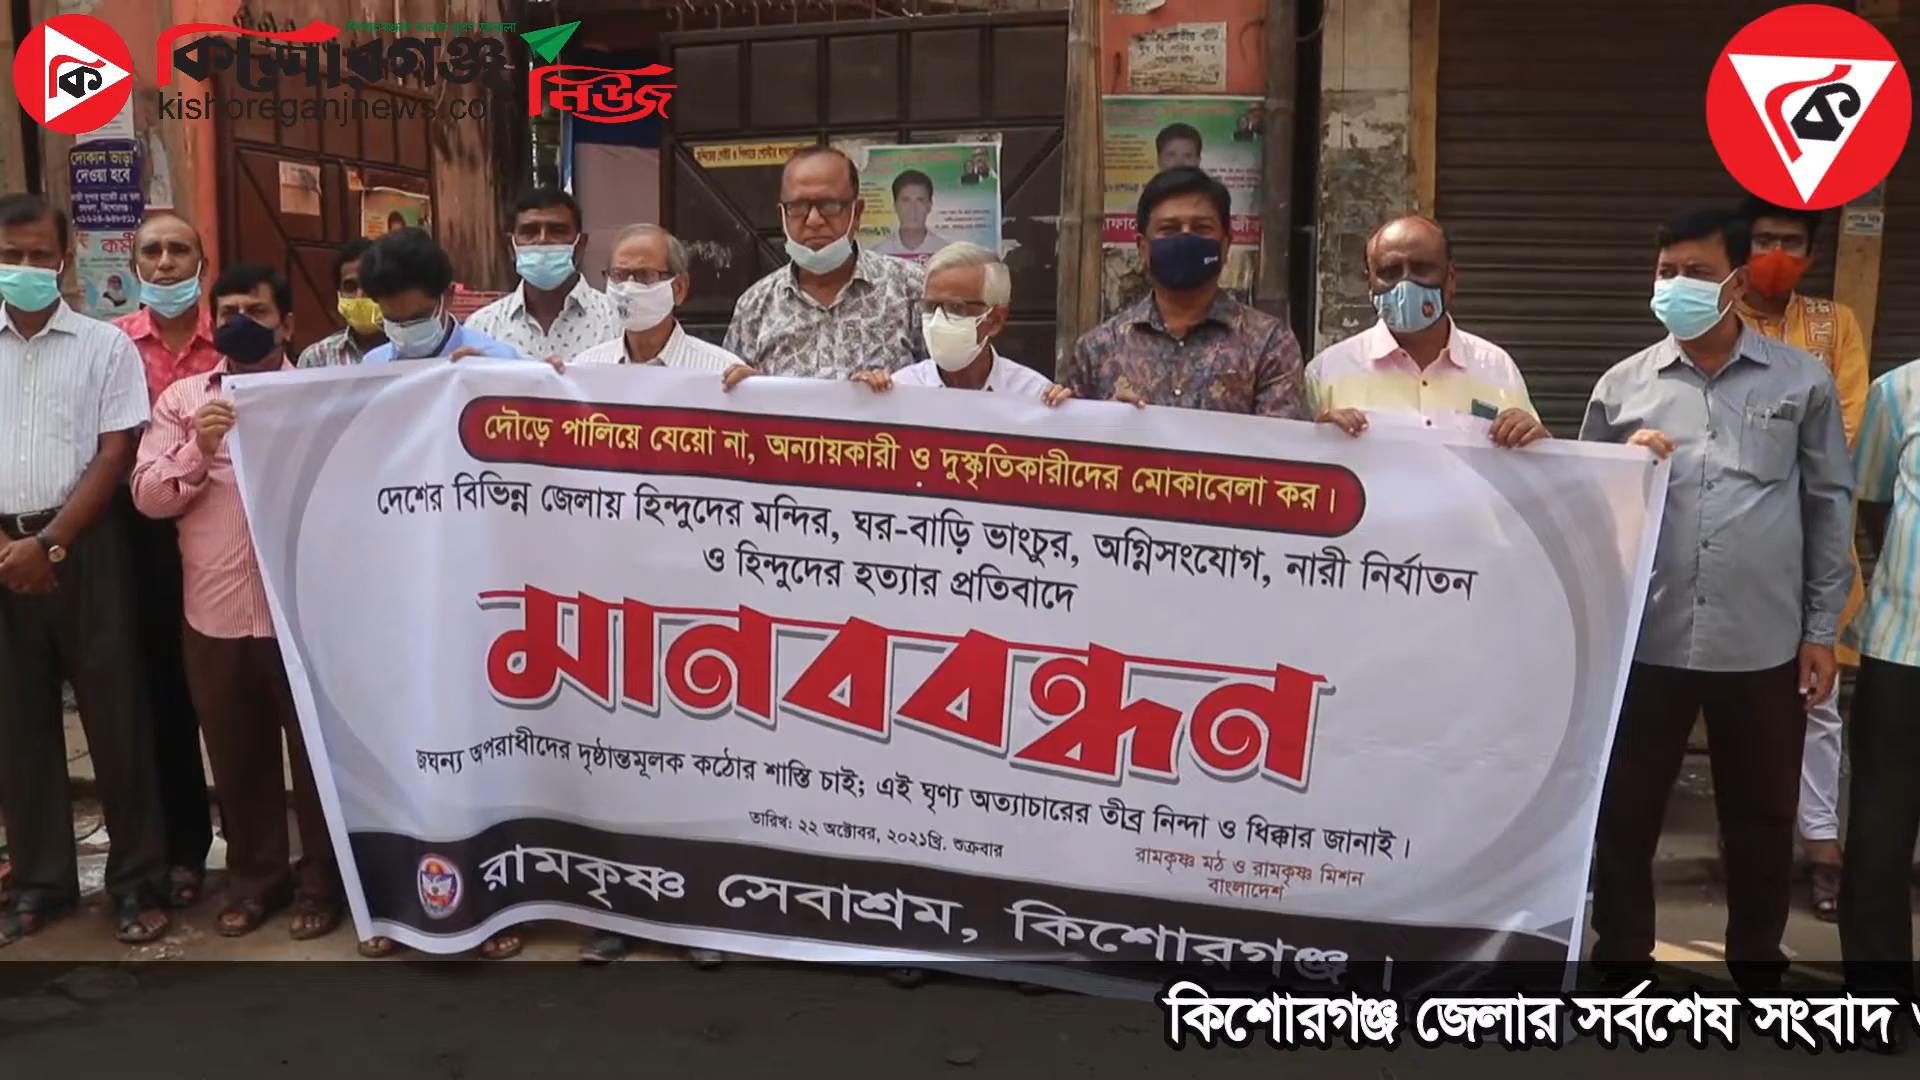 কিশোরগঞ্জ নিউজ
kishoreganjnews.com
কি
কি
দোকান ভাড়া
দেওয়া হবে
দৌড়ে পালিয়ে যেয়ো না, অন্যায়কারী ও দুস্কৃতিকারীদের মোকাবেলা কর।
দেশের বিভিন্ন জেলায় হিন্দুদের মন্দির, ঘর-বাড়ি ভাংচুর, অগ্নিসংযোগ, নারী নির্যাতন
ও হিন্দুদের হত্যার প্রতিবাদে
মানববন্ধন
জঘন্য অপরাধীদের দৃষ্ঠান্তমূলক কঠোর শাস্তি চাই; এই ঘৃণ্য অত্যাচারের তীব্র নিন্দা ও ধিক্কার জানাই।
তারিখ: ২২ অক্টোবর, ২০২১খ্রি. শুক্রবার
রামকৃষ্ণ মঠ ও রামকৃষ্ণ মিশন
বাংলাদেশ
রামকৃষ্ণ সেবাশ্রম, কিশোরগঞ্জ।
কিশোরগঞ্জ জেলার সর্বশেষ সংবাদ